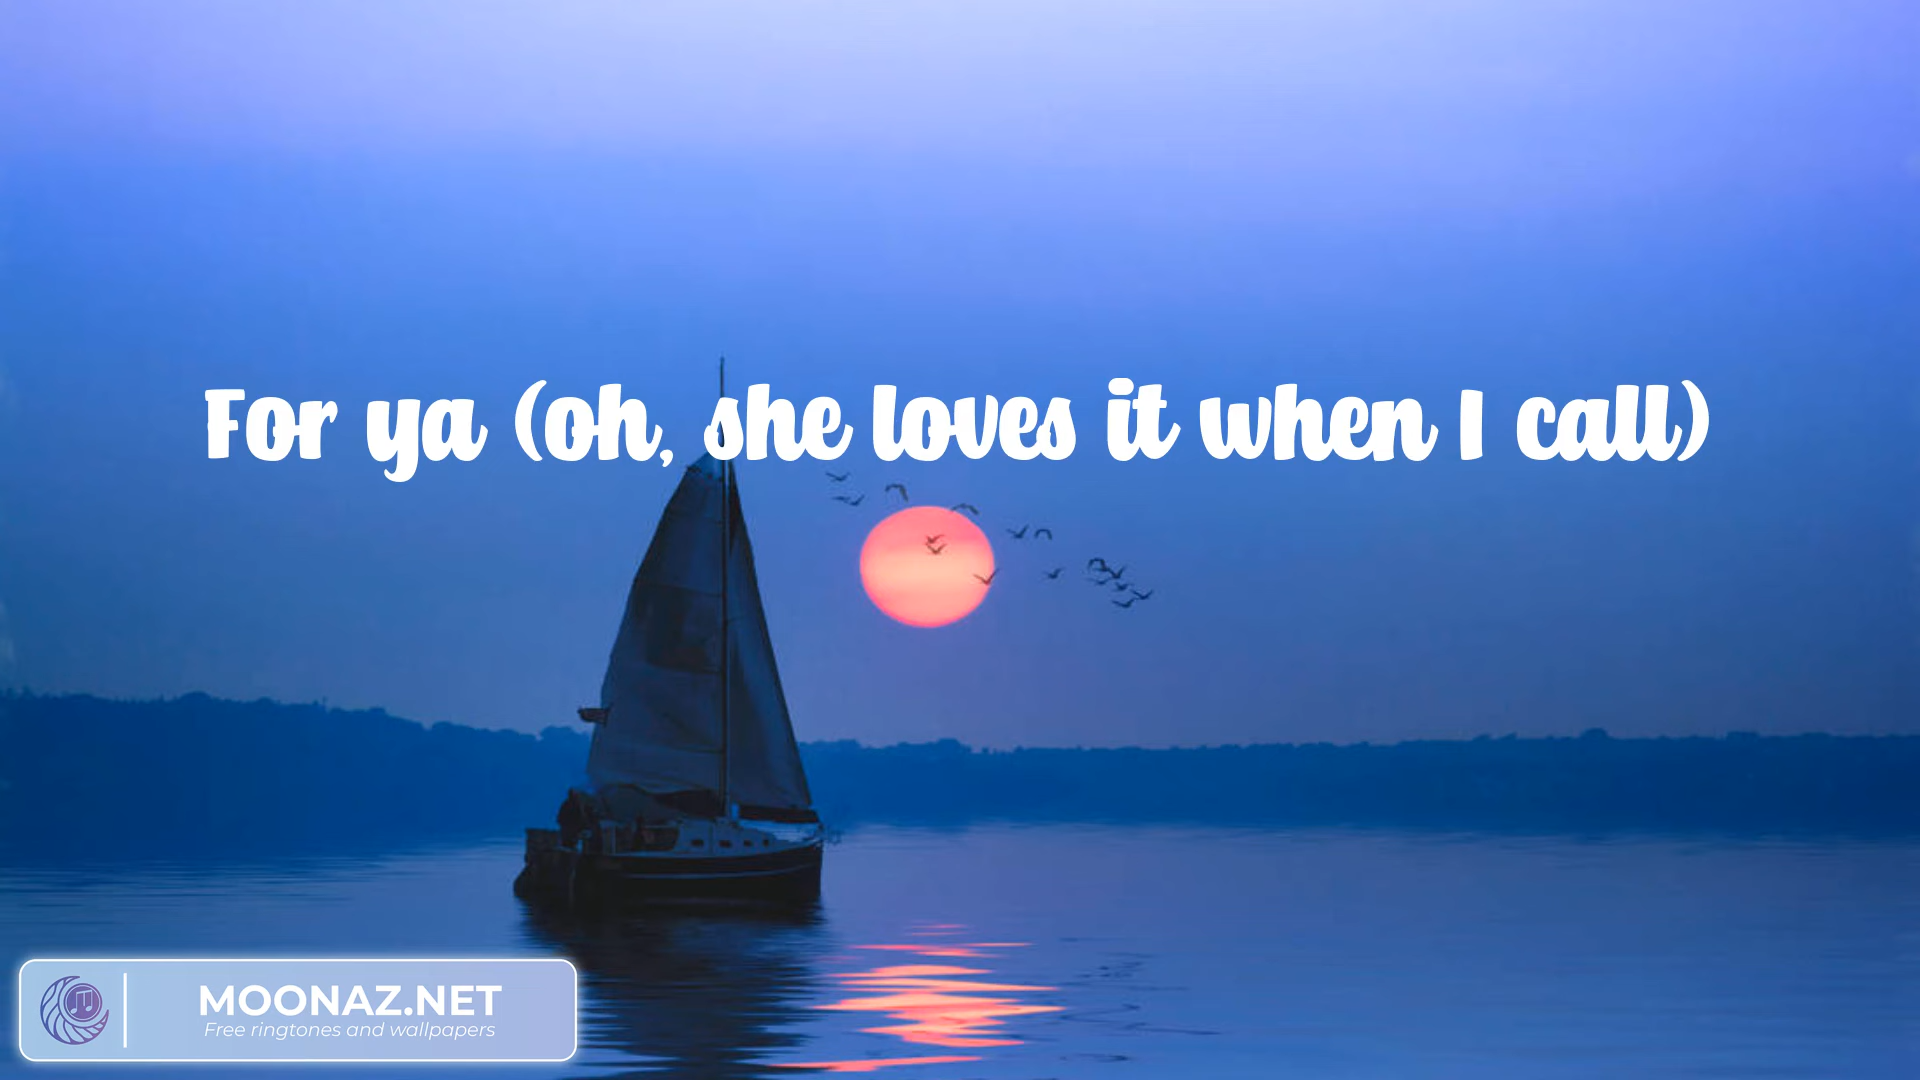 For ya (oh, she loves it when I call)
MOONAZ.NET
Free ringtones and wallpapers